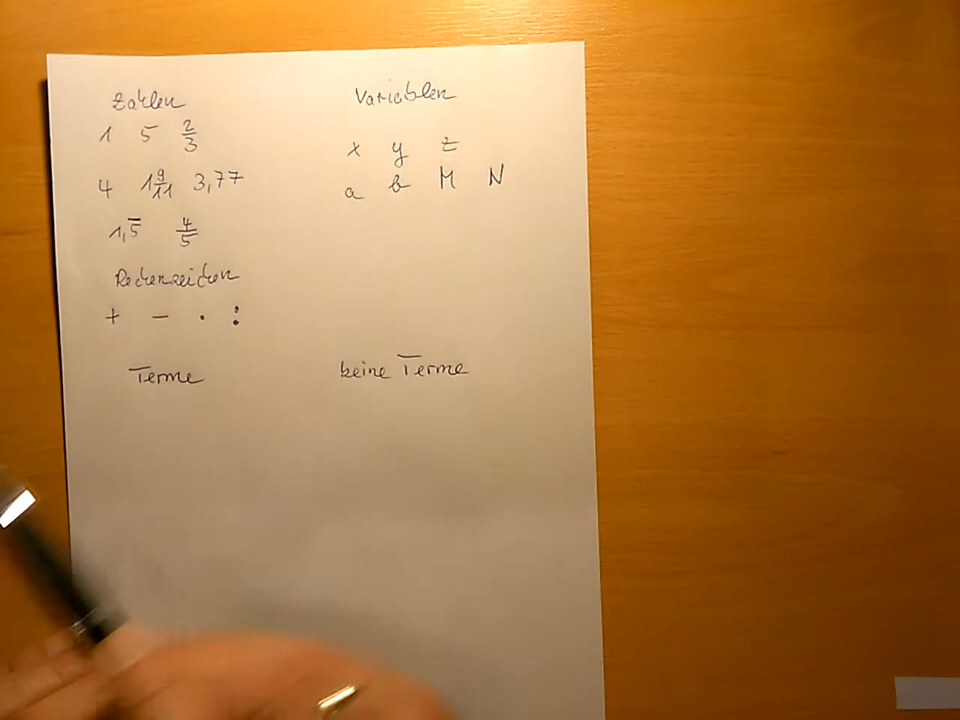 Zahlen
1 5 2/3
4 1 9/11 3,77
1,5̅ 4/5
Variablen
x y z
a b M N
Rechenzeichen
+ − · :
Terme
keine Terme